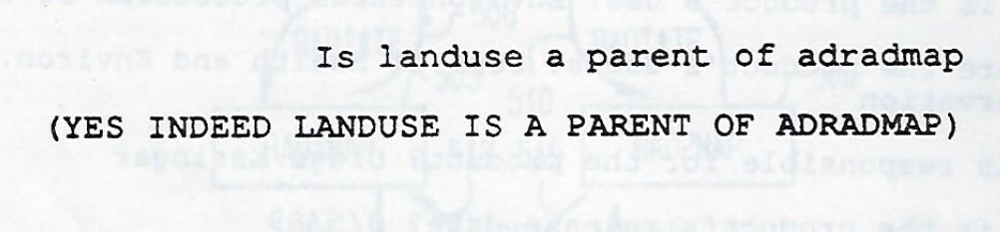 Is landuse a parent of adradmap
(YES INDEED LANDUSE IS A PARENT OF ADRADMAP)